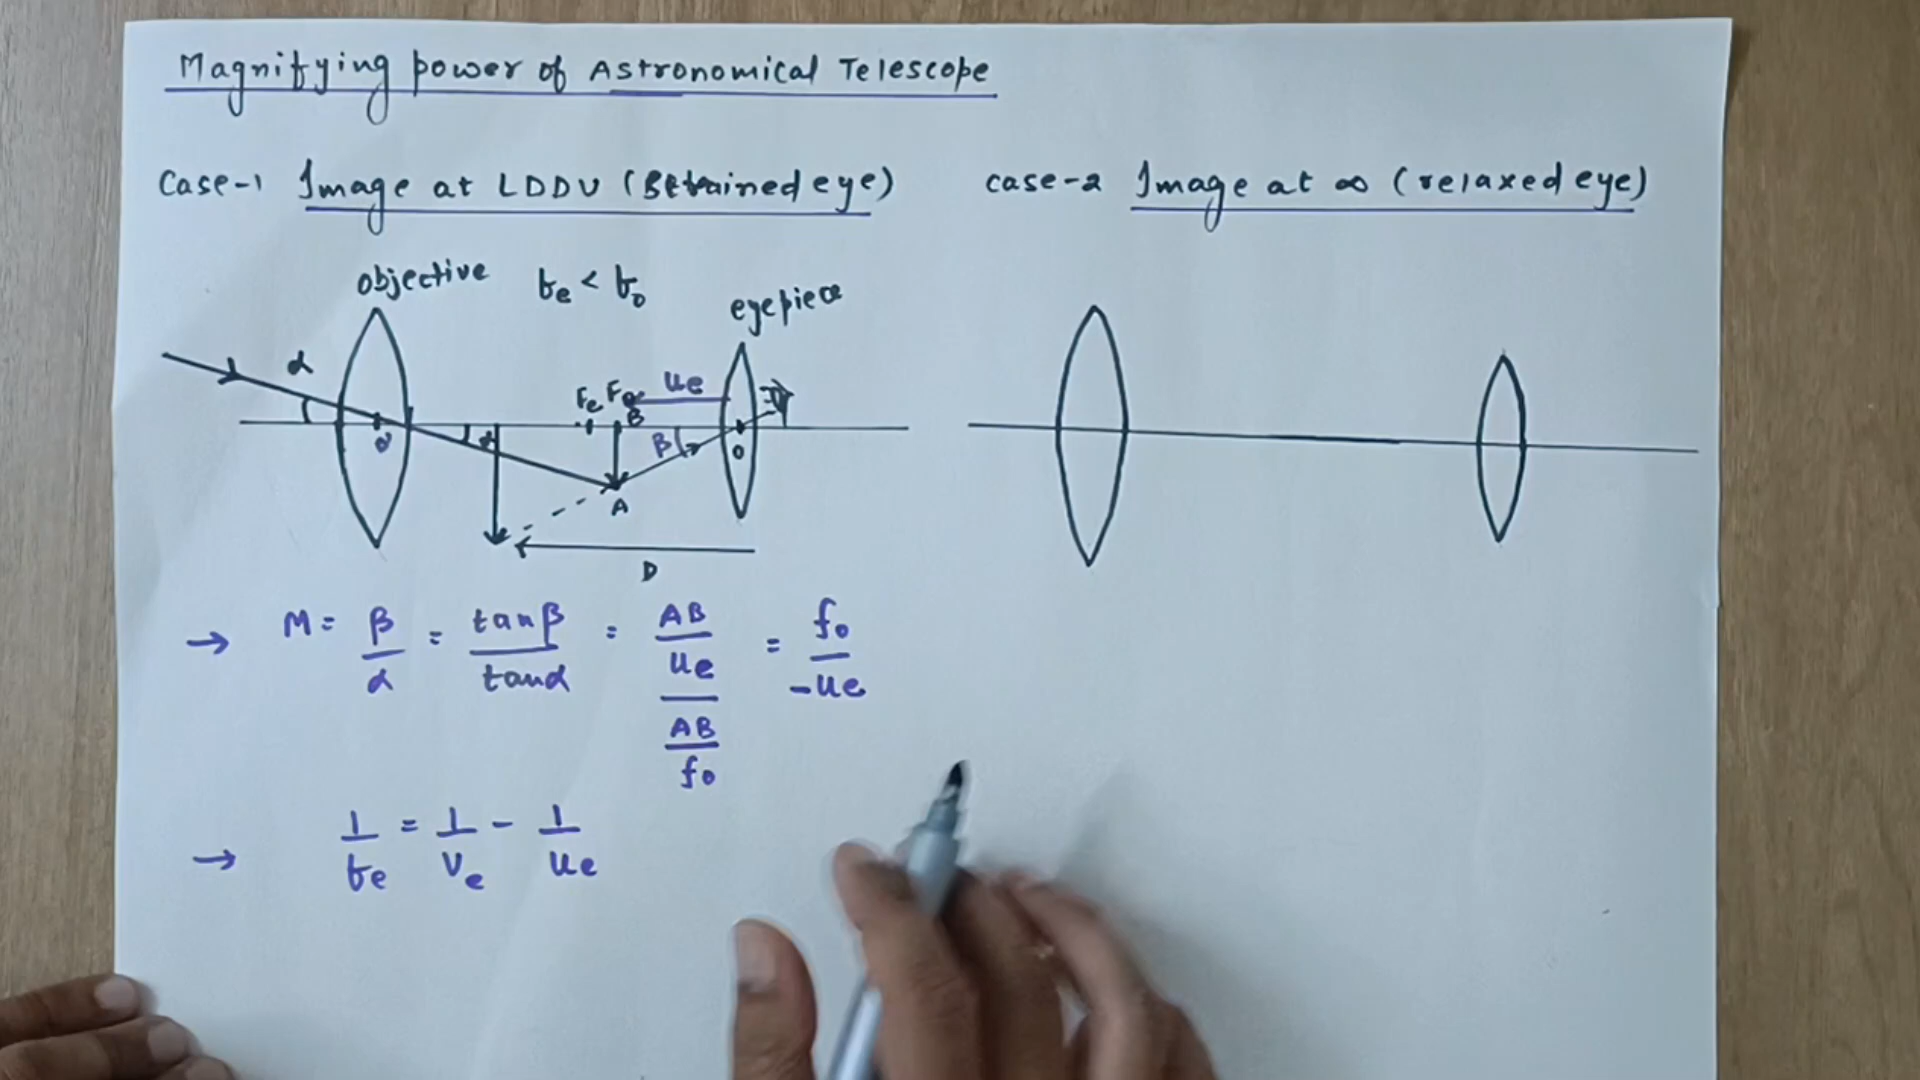 Magnifying power of Astronomical Telescope
Case-1 Image at LDDV (Strained eye)
case-2 Image at ∞ (relaxed eye)
objective fe < fo eyepiece
α
Fe Fo ue
B
β
O' α O
A
D
→ M = β/α = tanβ/tanα = (AB/ue)/(AB/fo) = fo/-ue
→ 1/fe = 1/Ve - 1/ue